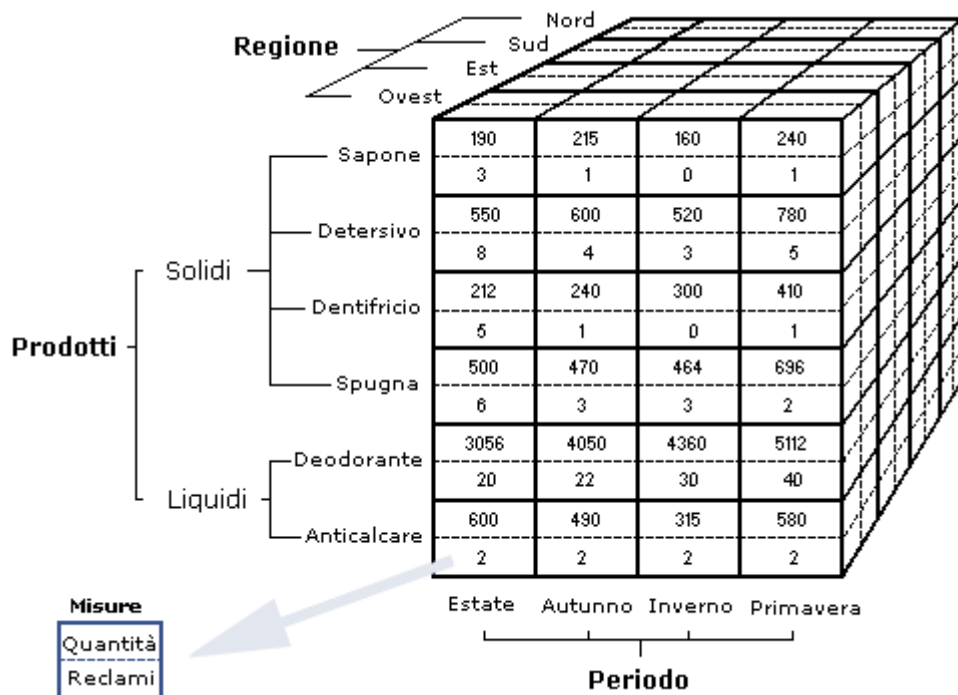 Nord
Regione
Sud
Est
Ovest
190 215 160 240
Sapone
3 1 0 1
550 600 520 780
Detersivo
8 4 3 5
Solidi
212 240 300 410
Dentifricio
5 1 0 1
Prodotti
500 470 464 696
Spugna
6 3 3 2
3056 4050 4360 5112
Deodorante
20 22 30 40
Liquidi
600 490 315 580
Anticalcare
2 2 2 2
Misure
Estate Autunno Inverno Primavera
Quantità
Reclami
Periodo